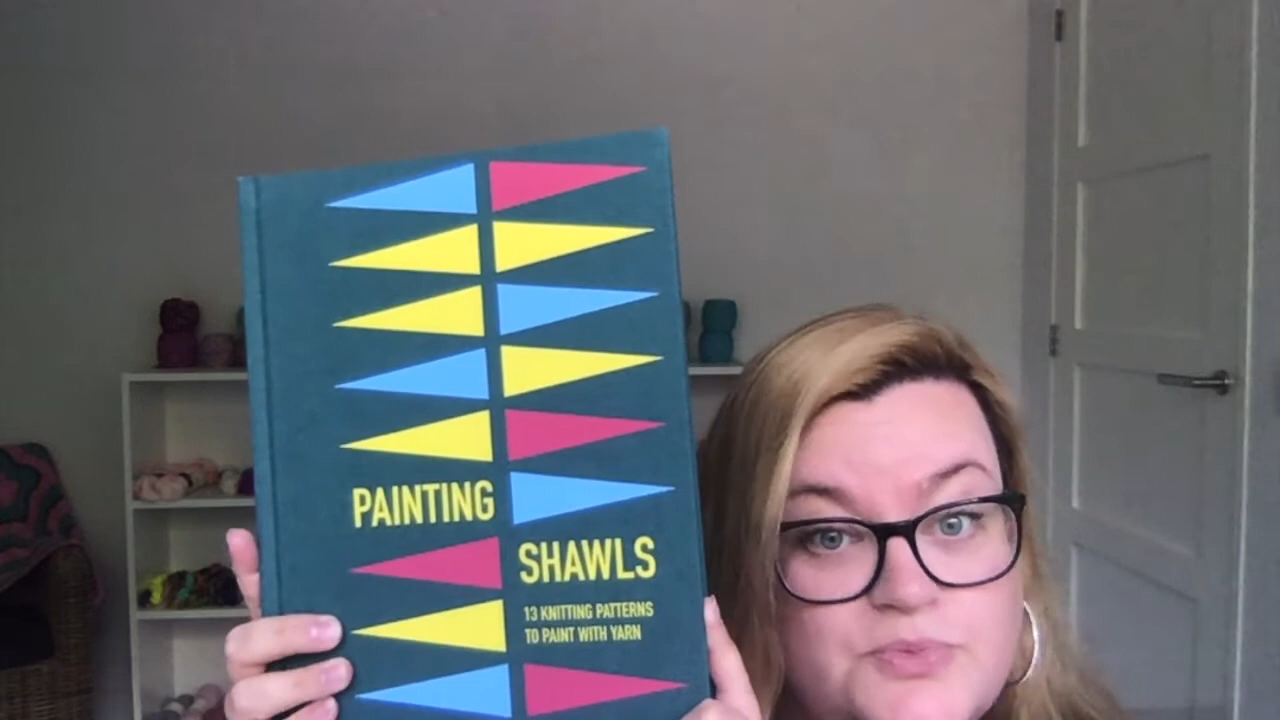 PAINTING
SHAWLS
13 KNITTING PATTERNS
TO PAINT WITH YARN